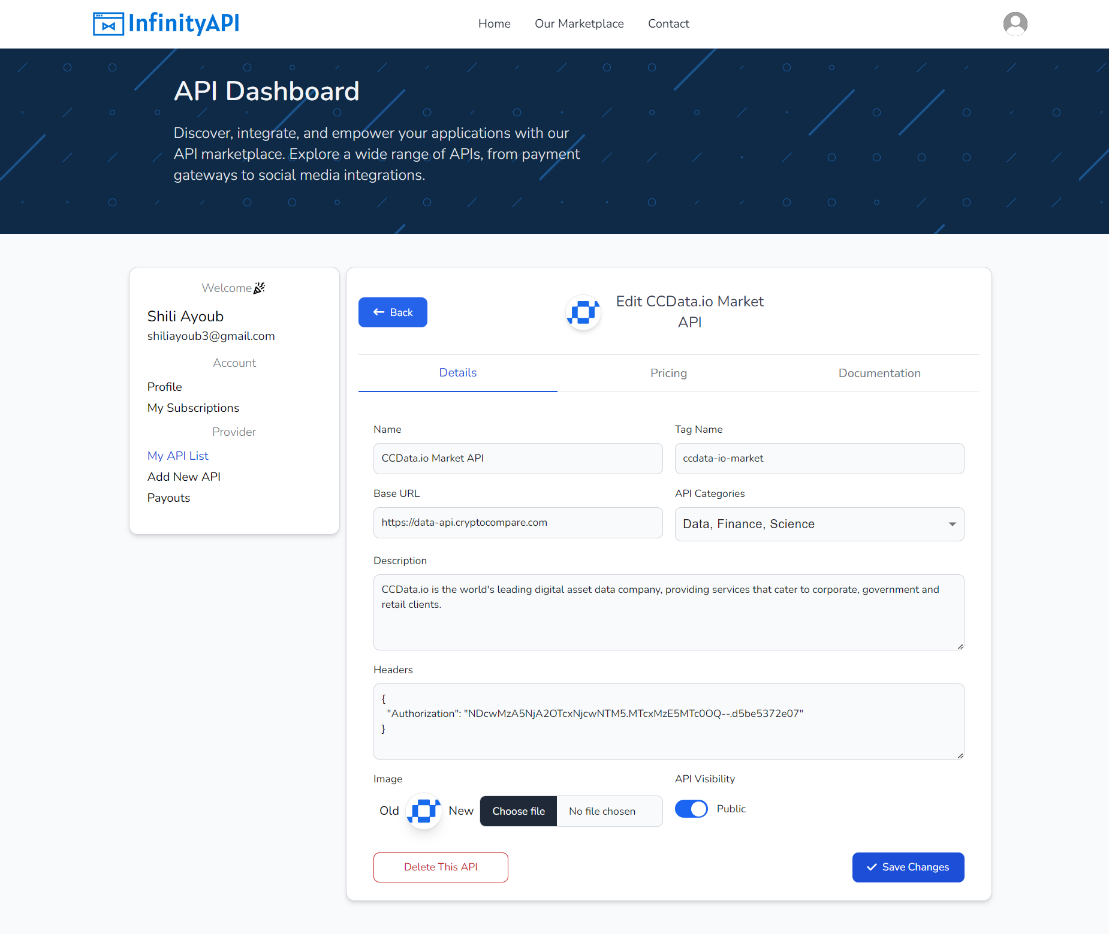 InfinityAPI
Home
Our Marketplace
Contact
API Dashboard
Discover, integrate, and empower your applications with our
API marketplace. Explore a wide range of APIs, from payment
gateways to social media integrations.
Welcome
Shili Ayoub
shiliayoub3@gmail.com
Account
Profile
My Subscriptions
Provider
My API List
Add New API
Payouts
Back
Edit CCData.io Market
API
Details
Pricing
Documentation
Name
Tag Name
CCData.io Market API
ccdata-io-market
Base URL
API Categories
https://data-api.cryptocompare.com
Data, Finance, Science
Description
CCData.io is the world's leading digital asset data company, providing services that cater to corporate, government and
retail clients.
Headers
{
"Authorization": "NDcwMzA5NjA2OTcxNjcwNTM5.MTcxMzE5MTc0OQ--.d5be5372e07"
}
Image
API Visibility
Old
New
Choose file
No file chosen
Public
Delete This API
Save Changes